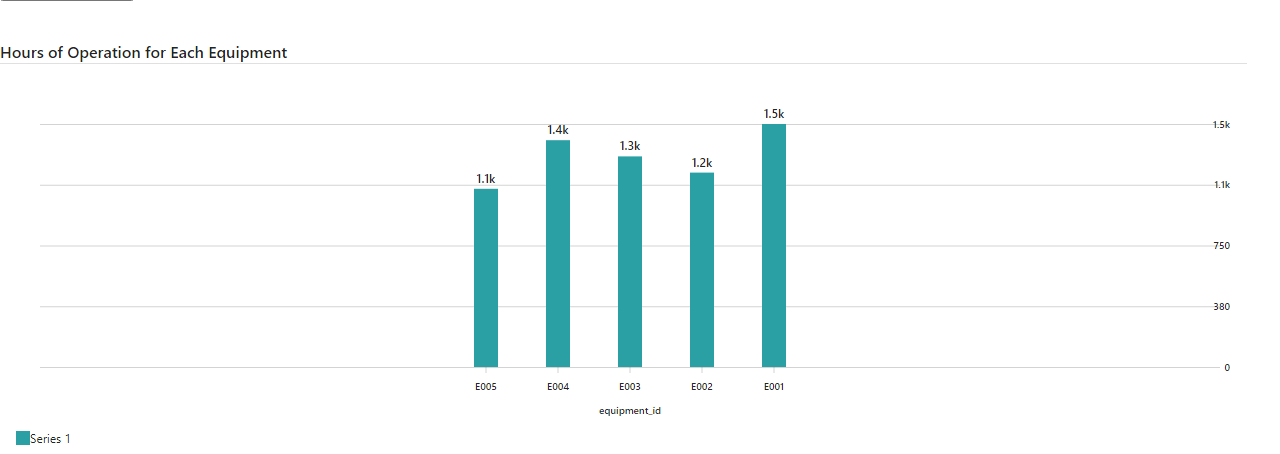 Hours of Operation for Each Equipment
1.5k
1.4k
1.3k
1.2k
1.1k
1.5k
1.1k
750
380
0
E005 E004 E003 E002 E001
equipment_id
Series 1